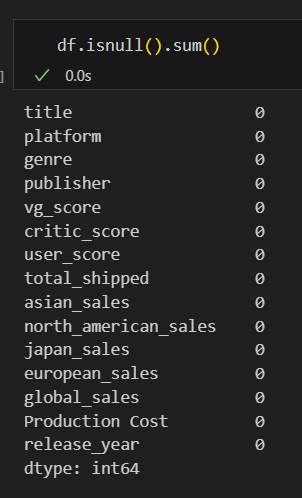 df.isnull().sum()
] ✓ 0.0s
title 0
platform 0
genre 0
publisher 0
vg_score 0
critic_score 0
user_score 0
total_shipped 0
asian_sales 0
north_american_sales 0
japan_sales 0
european_sales 0
global_sales 0
Production Cost 0
release_year 0
dtype: int64